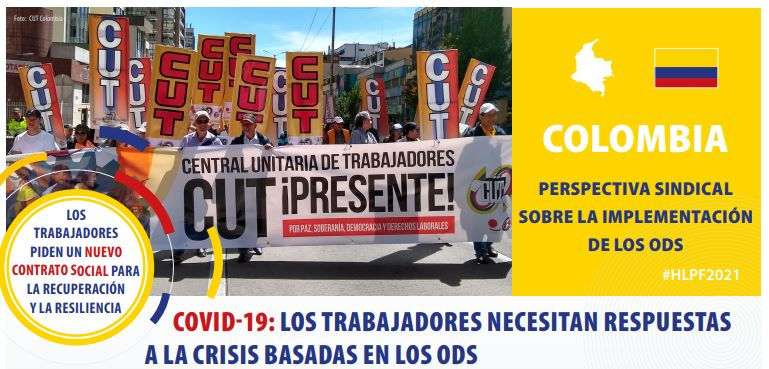 Foto: CUT Colombia
CUT
CUT
CUT
CUT
CUT
CUT
CUT
CUT
CUT
CENTRAL UNITARIA DE TRABAJADORES
CUT ¡PRESENTE!
POR PAZ, SOBERANÍA, DEMOCRACIA Y DERECHOS LABORALES
CUT
LOS
TRABAJADORES
PIDEN UN NUEVO
CONTRATO SOCIAL PARA
LA RECUPERACIÓN
Y LA RESILIENCIA
COLOMBIA
PERSPECTIVA SINDICAL
SOBRE LA IMPLEMENTACIÓN
DE LOS ODS
#HLPF2021
COVID-19: LOS TRABAJADORES NECESITAN RESPUESTAS
A LA CRISIS BASADAS EN LOS ODS